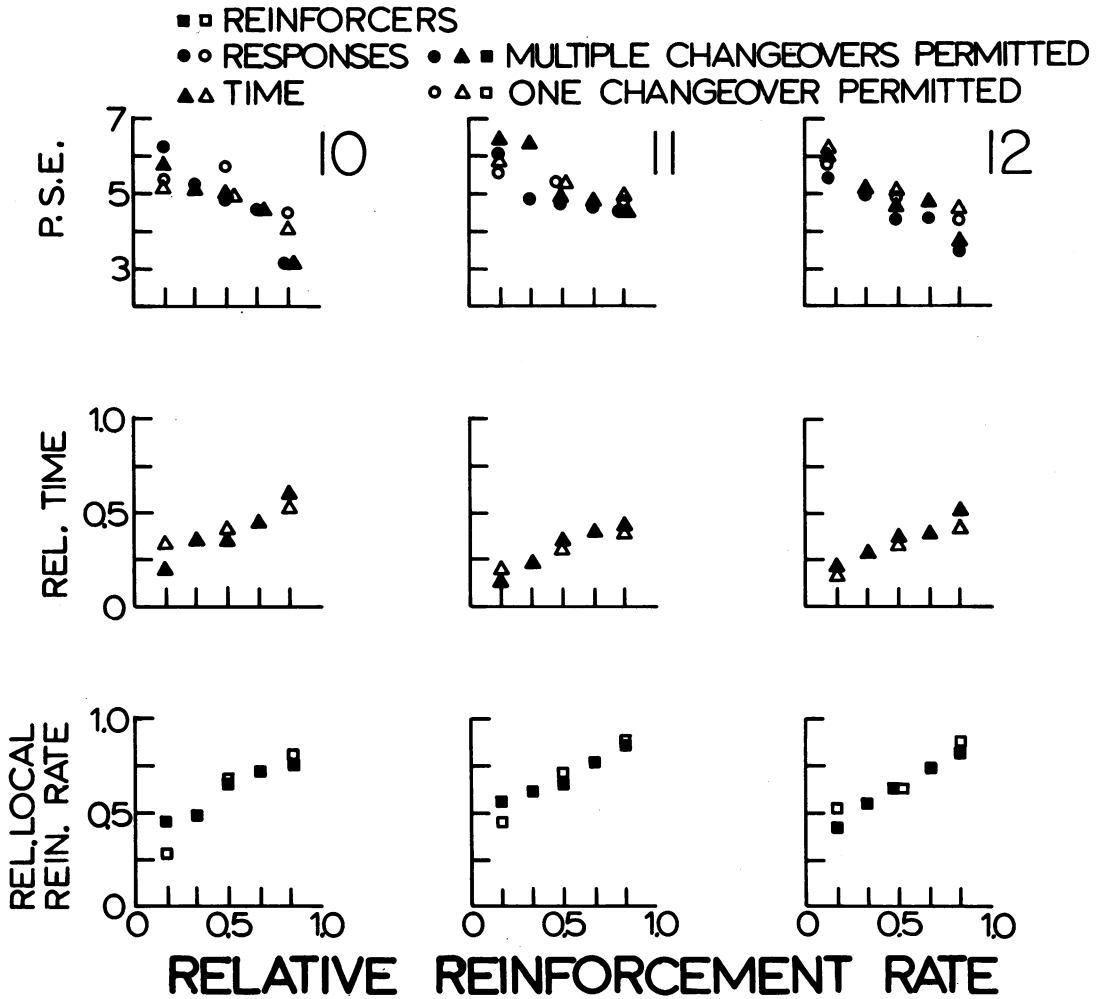 REINFORCERS
RESPONSES MULTIPLE CHANGEOVERS PERMITTED
TIME ONE CHANGEOVER PERMITTED
P.S.E.
7
5
3
10
11
12
REL. TIME
1.0
0.5
0
REL. LOCAL
REIN. RATE
1.0
0.5
0
0 0.5 1.0 0 0.5 1.0 0 0.5 1.0
RELATIVE REINFORCEMENT RATE